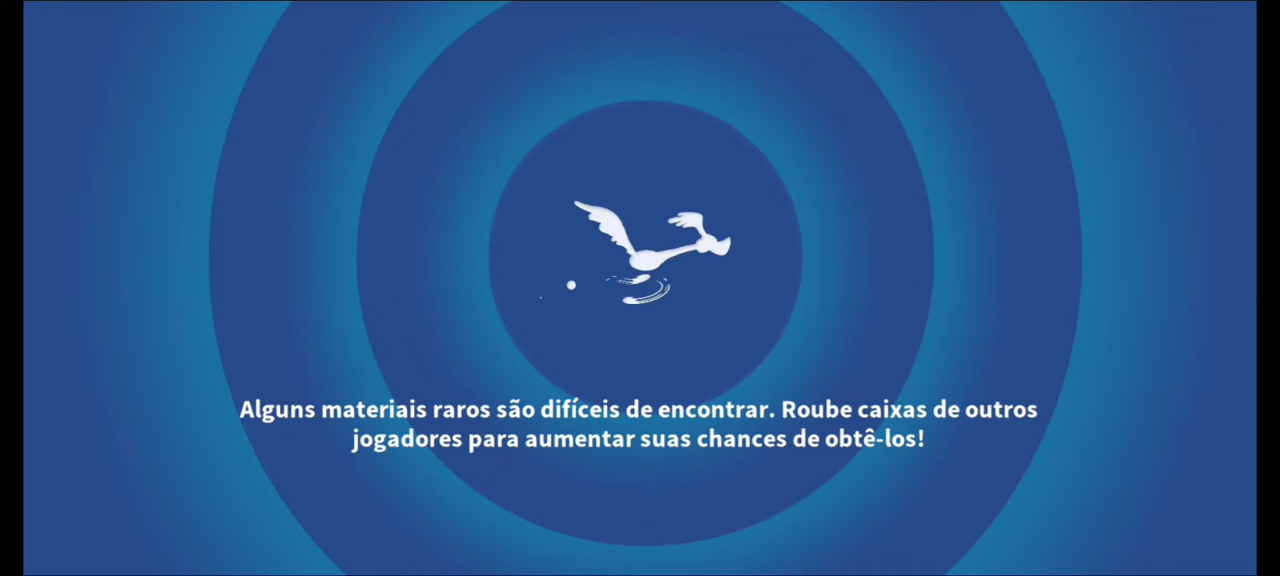 Alguns materiais raros são difíceis de encontrar. Roube caixas de outros
jogadores para aumentar suas chances de obtê-los!